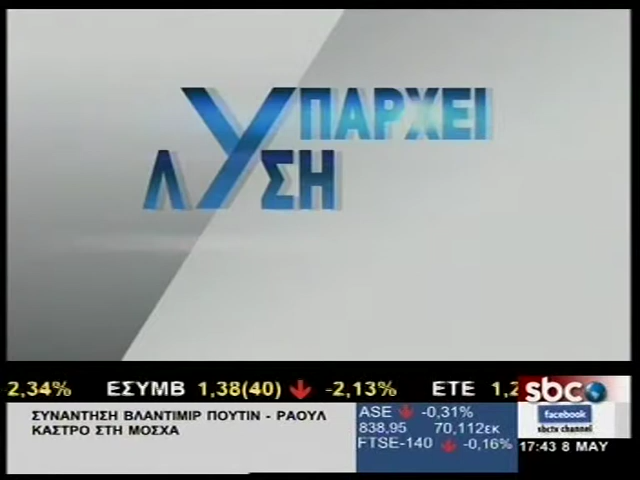 ΥΠΑΡΧΕΙ
ΛΥΣΗ
2,34% ΕΣΥΜΒ 1,38(40) -2,13% ΕΤΕ
sbc
ΣΥΝΑΝΤΗΣΗ ΒΛΑΝΤΙΜΙΡ ΠΟΥΤΙΝ - ΡΑΟΥΛ
ΚΑΣΤΡΟ ΣΤΗ ΜΟΣΧΑ
ASE -0,31%
838,95 70,112εκ
FTSE-140 -0,16%
facebook
sbctv channel
17:43 8 ΜΑΥ